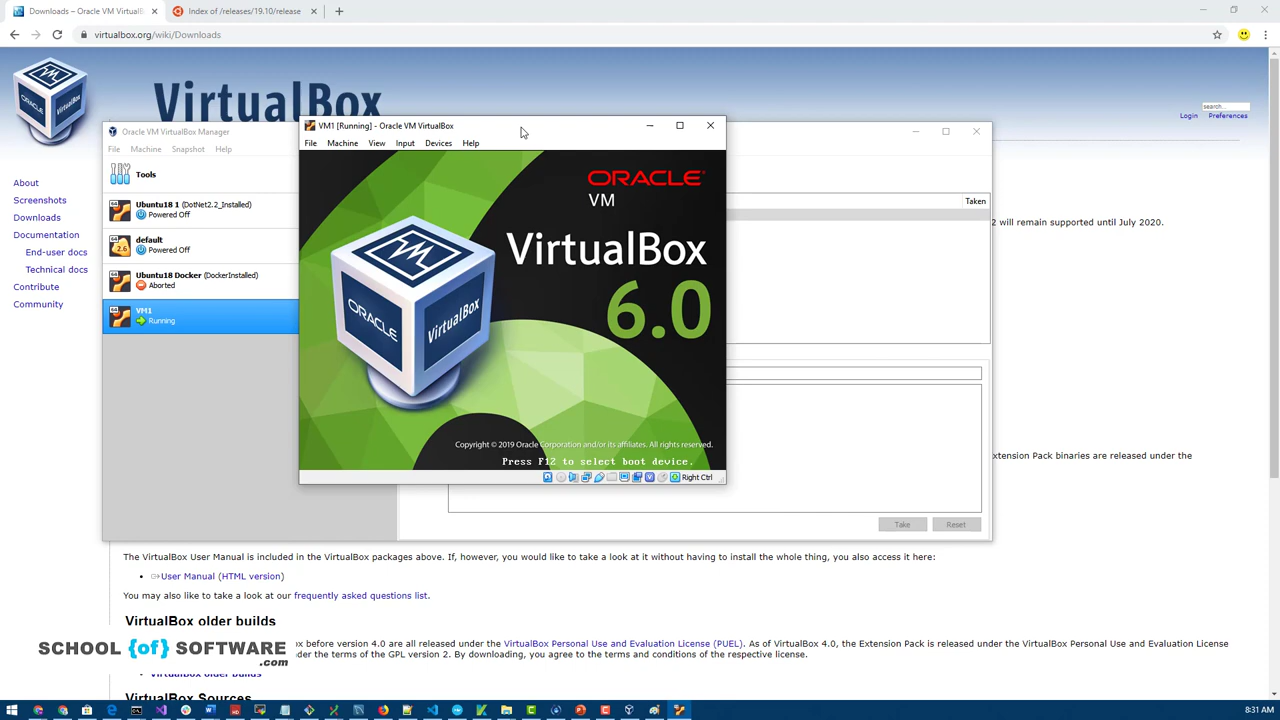 Downloads – Oracle VM VirtualBox
Index of /releases/19.10/release
virtualbox.org/wiki/Downloads
VirtualBox
search...
Login Preferences
About
Screenshots
Downloads
Documentation
End-user docs
Technical docs
Contribute
Community
Oracle VM VirtualBox Manager
File Machine Snapshot Help
Tools
Ubuntu18 1 (DotNet2.2_Installed)
Powered Off
default
Powered Off
Ubuntu18 Docker (DockerInstalled)
Aborted
VM1
Running
Taken
Take Reset
VM1 [Running] - Oracle VM VirtualBox
File Machine View Input Devices Help
ORACLE
VM
VirtualBox
6.0
ORACLE
VirtualBox
Copyright © 2019 Oracle Corporation and/or its affiliates. All rights reserved.
Press F12 to select boot device.
Right Ctrl
2 will remain supported until July 2020.
xtension Pack binaries are released under the
The VirtualBox User Manual is included in the VirtualBox packages above. If, however, you would like to take a look at it without having to install the whole thing, you also access it here:
User Manual (HTML version)
You may also like to take a look at our frequently asked questions list.
VirtualBox older builds
ox before version 4.0 are all released under the VirtualBox Personal Use and Evaluation License (PUEL). As of VirtualBox 4.0, the Extension Pack is released under the VirtualBox Personal Use and Evaluation License
under the terms of the GPL version 2. By downloading, you agree to the terms and conditions of the respective license.
VirtualBox older builds
VirtualBox Sources
SCHOOL {of} SOFTWARE
.com
8:31 AM